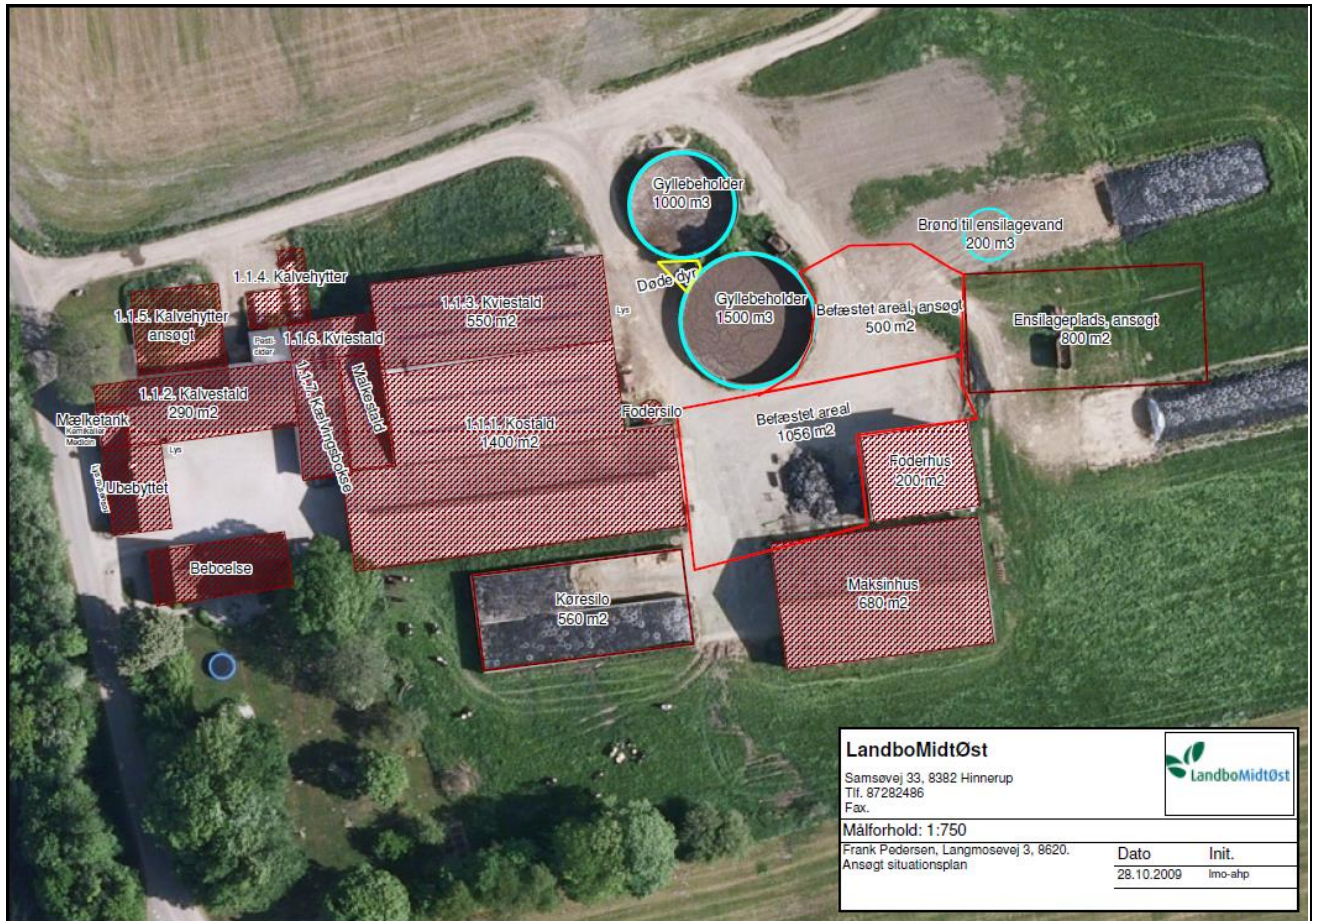 Gyllebeholder
1000 m3
Brønd til ensilagevand
200 m3
1.1.4. Kalvehytter
Døde dyr
1.1.3. Kviestald
550 m2
Lys
Gyllebeholder
1500 m3
Befæstet areal, ansøgt
500 m2
Ensilageplads, ansøgt
800 m2
1.1.5. Kalvehytter
ansøgt
Pesti-
cider
1.1.6. Kviestald
1.1.2. Kalvestald
290 m2
1.1.7. Kælvingsbokse
Malkestald
Mælketank
Kemikalier
Medicin
Lys
1.1.1. Kostald
1400 m2
Fodersilo
Befæstet areal
1056 m2
Foderhus
200 m2
Ubebyttet
Beboelse
Køresilo
560 m2
Maksinhus
680 m2
LandboMidtØst
Samsøvej 33, 8382 Hinnerup
Tlf. 87282486
Fax.
LandboMidtØst
Målforhold: 1:750
Frank Pedersen, Langmosevej 3, 8620.
Ansøgt situationsplan
Dato Init.
28.10.2009 lmo-ahp